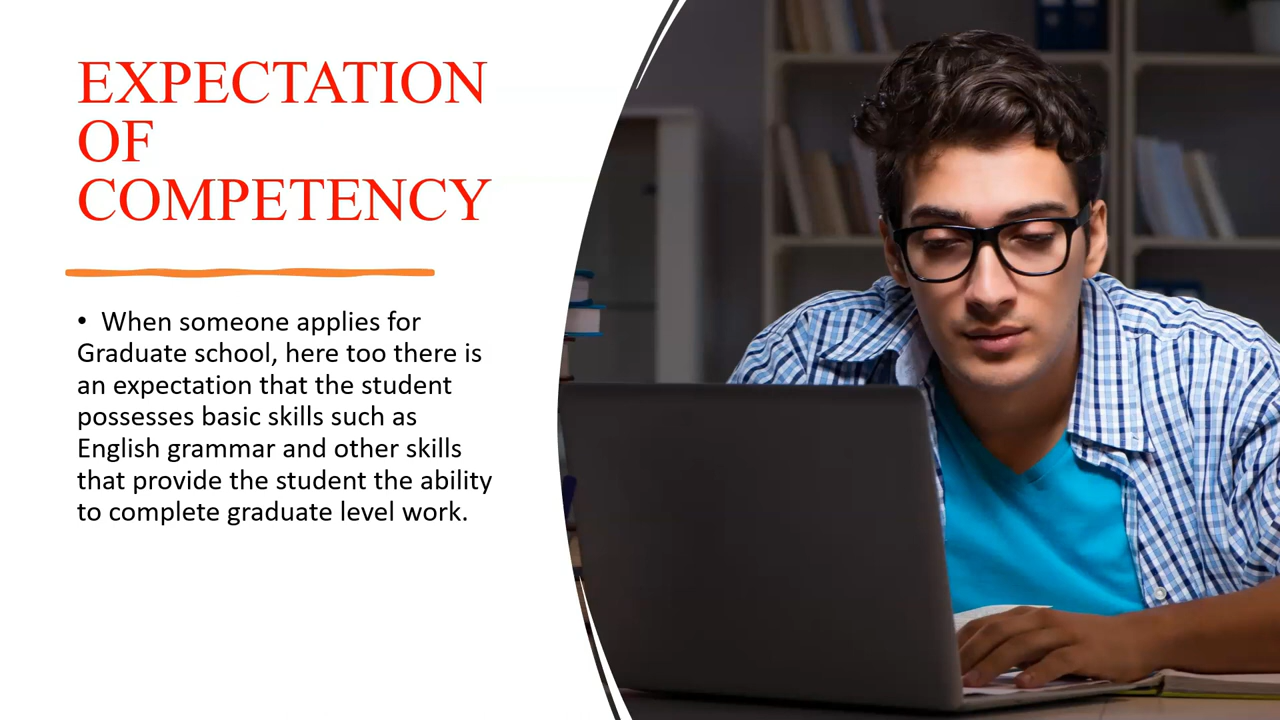 EXPECTATION
OF
COMPETENCY
• When someone applies for
Graduate school, here too there is
an expectation that the student
possesses basic skills such as
English grammar and other skills
that provide the student the ability
to complete graduate level work.